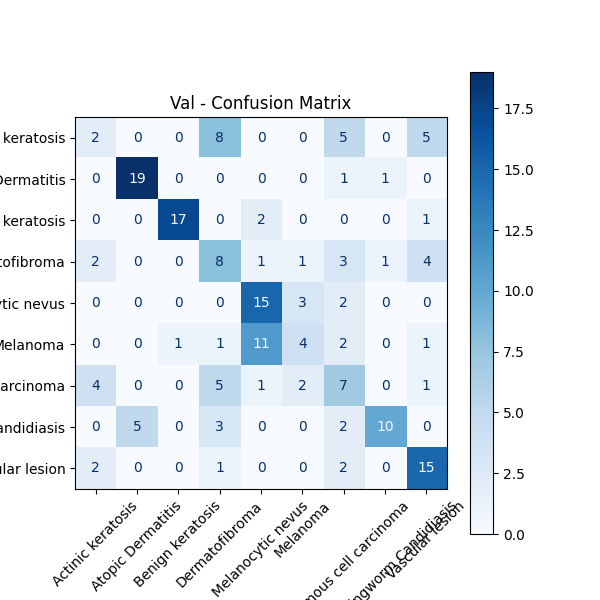 Val - Confusion Matrix
keratosis 2 0 0 8 0 0 5 0 5
Dermatitis 0 19 0 0 0 0 1 1 0
keratosis 0 0 17 0 2 0 0 0 1
tofibroma 2 0 0 8 1 1 3 1 4
ytic nevus 0 0 0 0 15 3 2 0 0
Melanoma 0 0 1 1 11 4 2 0 1
arcinoma 4 0 0 5 1 2 7 0 1
andidiasis 0 5 0 3 0 0 2 10 0
ular lesion 2 0 0 1 0 0 2 0 15
Actinic keratosis
Atopic Dermatitis
Benign keratosis
Dermatofibroma
Melanocytic nevus
Melanoma
mous cell carcinoma
ngworm Candidiasis
Vascular lesion
17.5
15.0
12.5
10.0
7.5
5.0
2.5
0.0